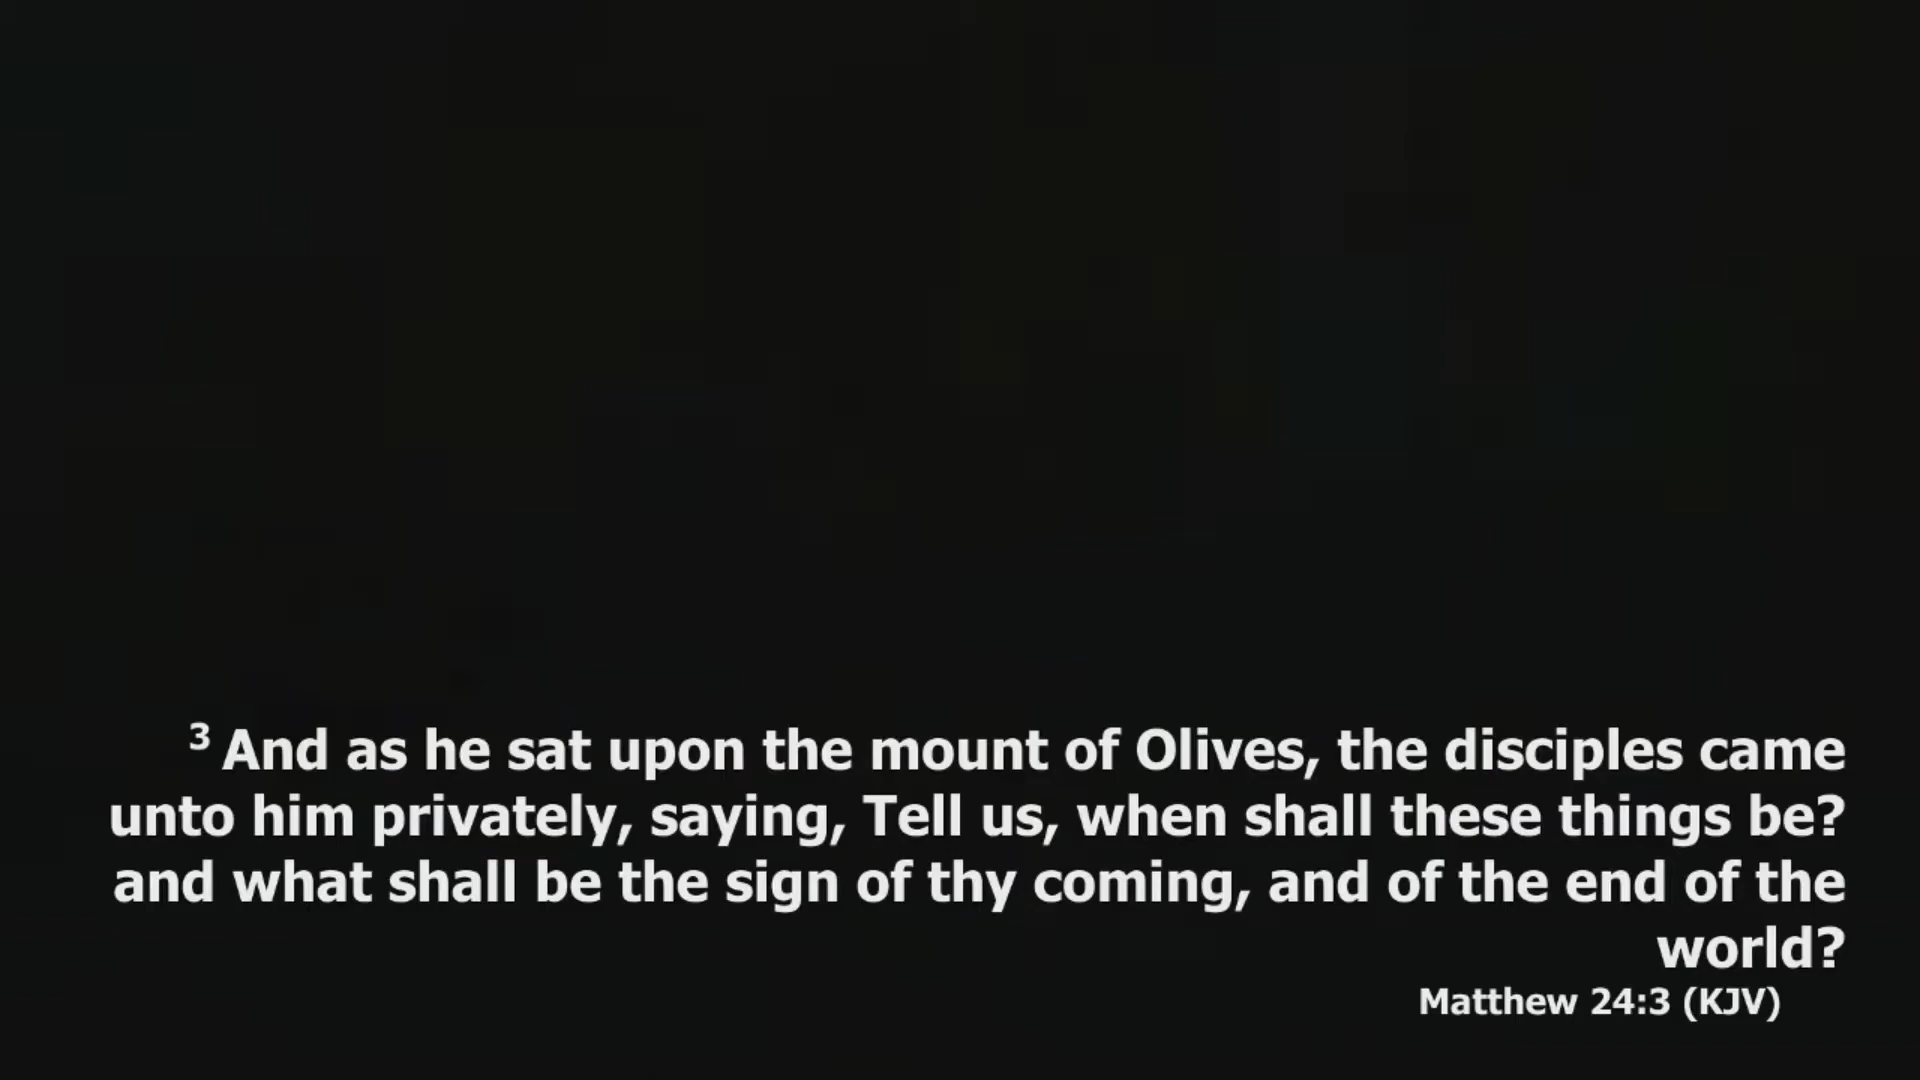 3 And as he sat upon the mount of Olives, the disciples came
unto him privately, saying, Tell us, when shall these things be?
and what shall be the sign of thy coming, and of the end of the
world?
Matthew 24:3 (KJV)